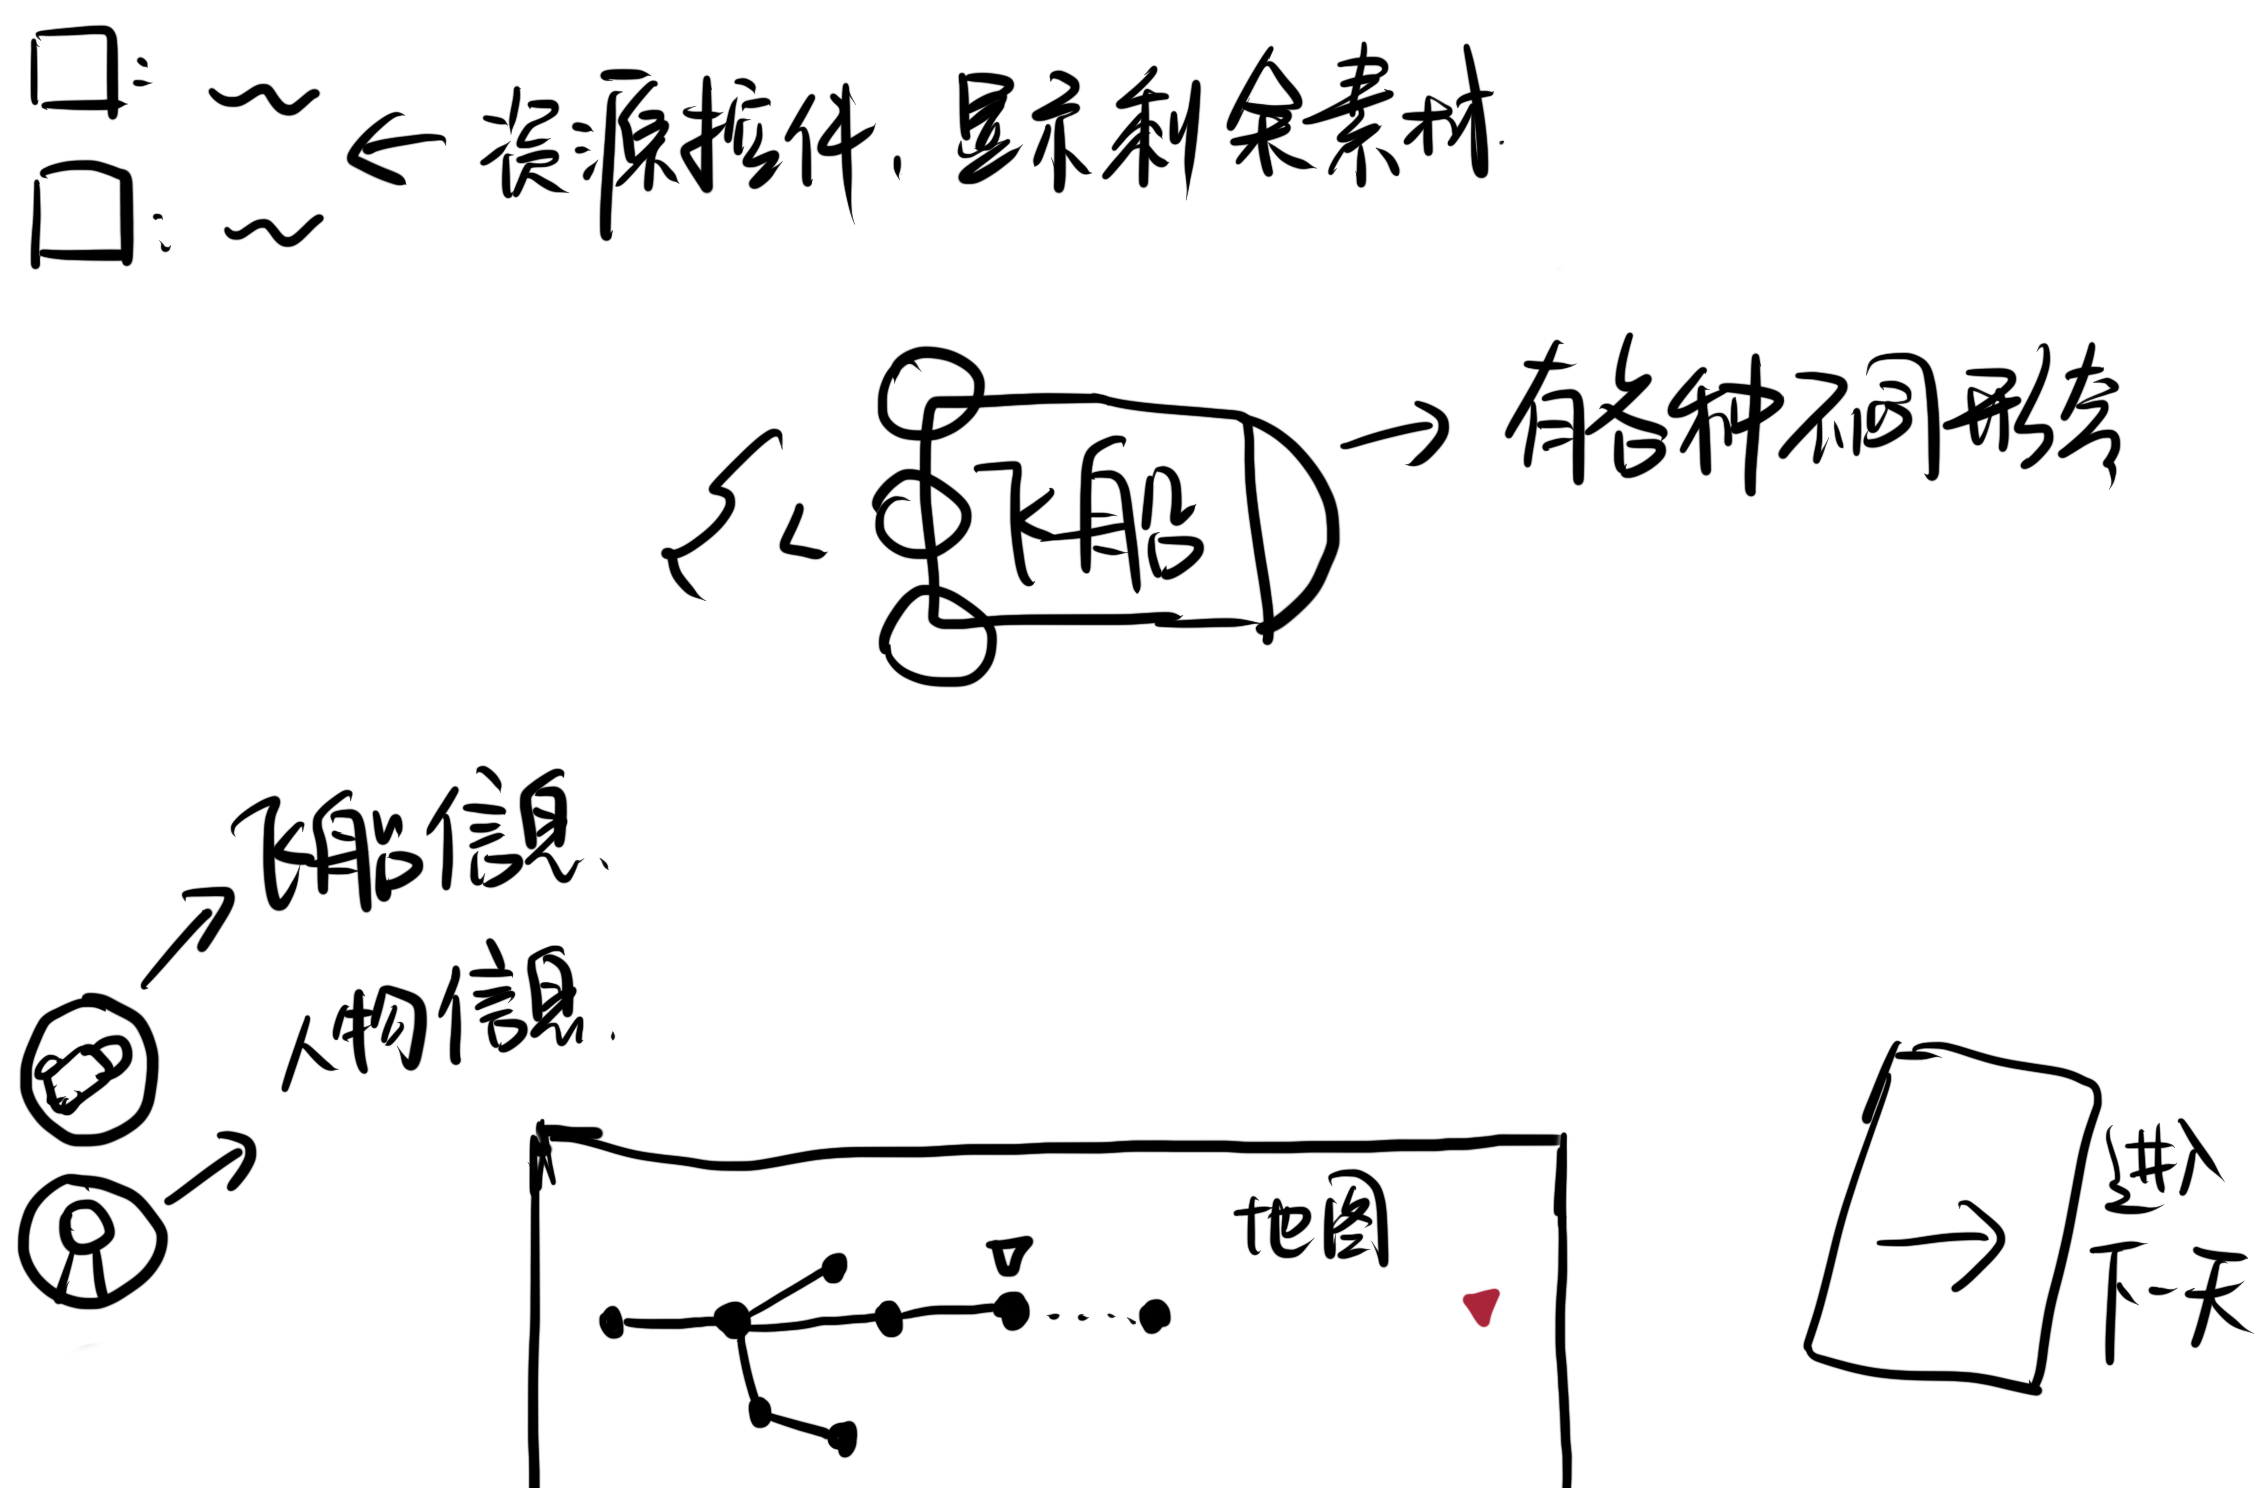 资源控件.显示剩余素材.
飞船
有各种不同形态
飞船信息.
人物信息.
地图
进入
下一天